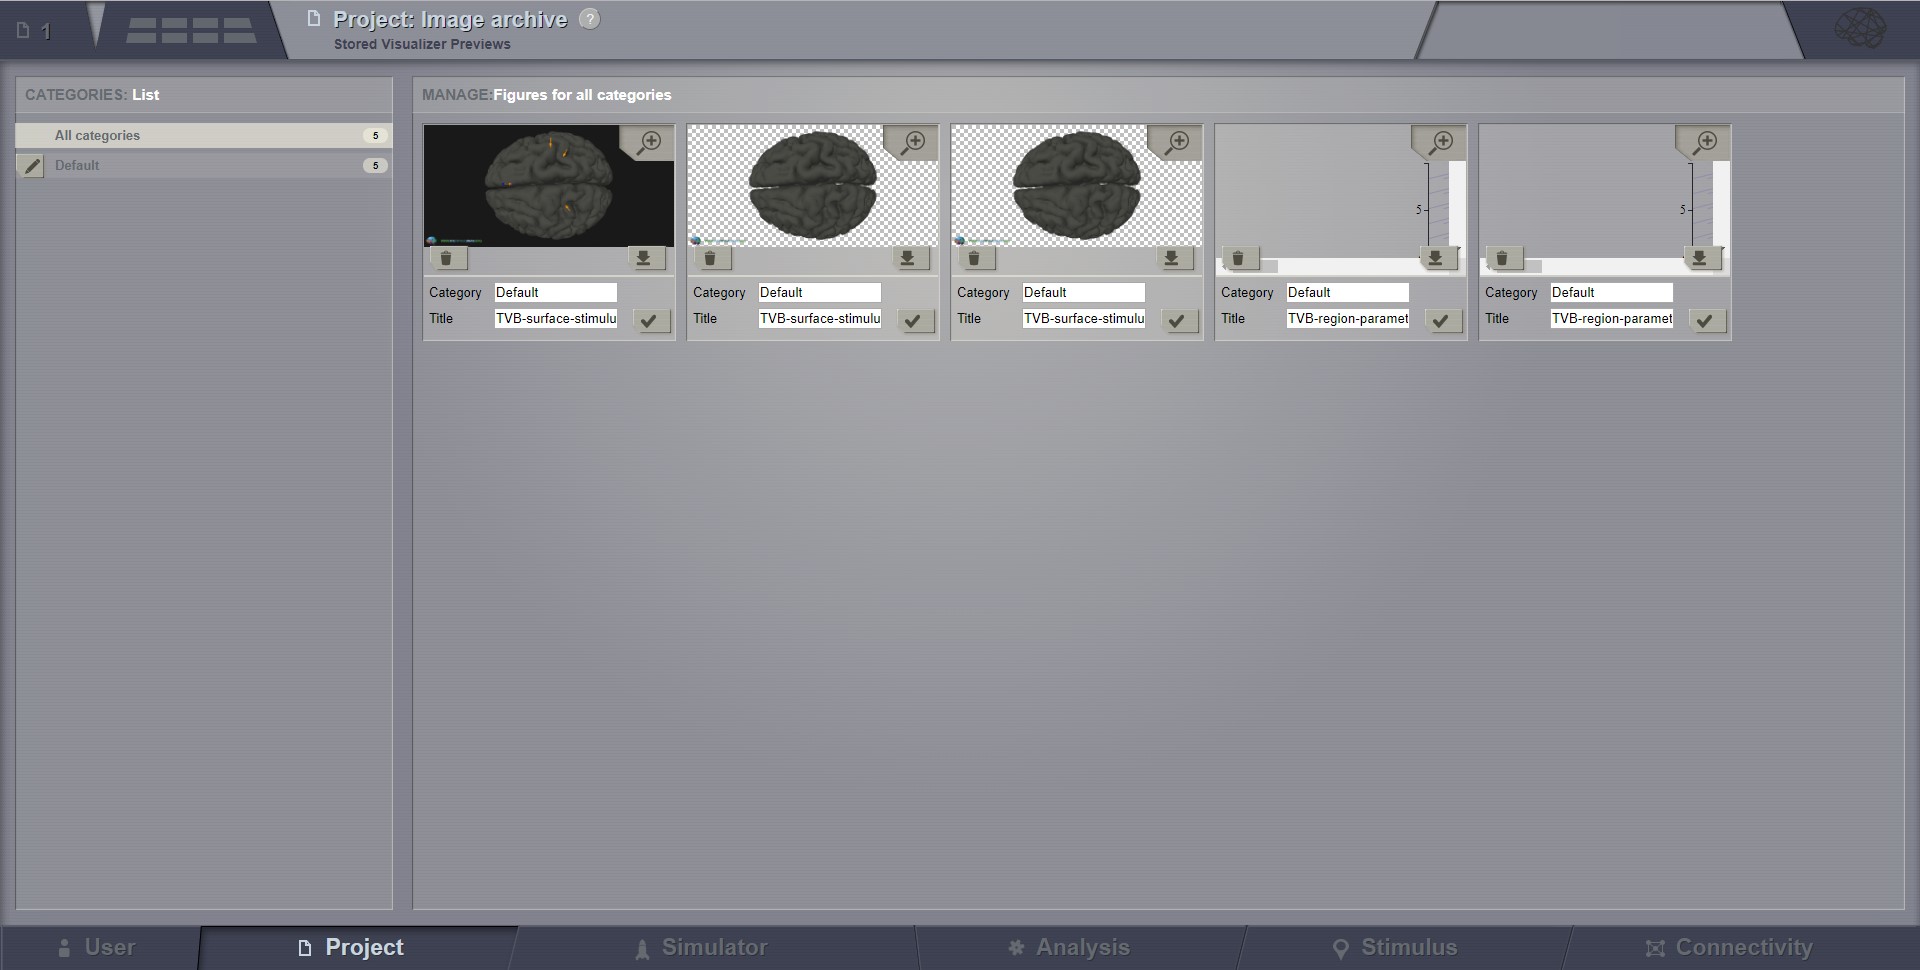 1
Project: Image archive ?
Stored Visualizer Previews
CATEGORIES: List
All categories 5
Default 5
MANAGE:Figures for all categories
Category Default
Title TVB-surface-stimulu
Category Default
Title TVB-surface-stimulu
Category Default
Title TVB-surface-stimulu
5
Category Default
Title TVB-region-paramet
5
Category Default
Title TVB-region-paramet
User
Project
Simulator
Analysis
Stimulus
Connectivity